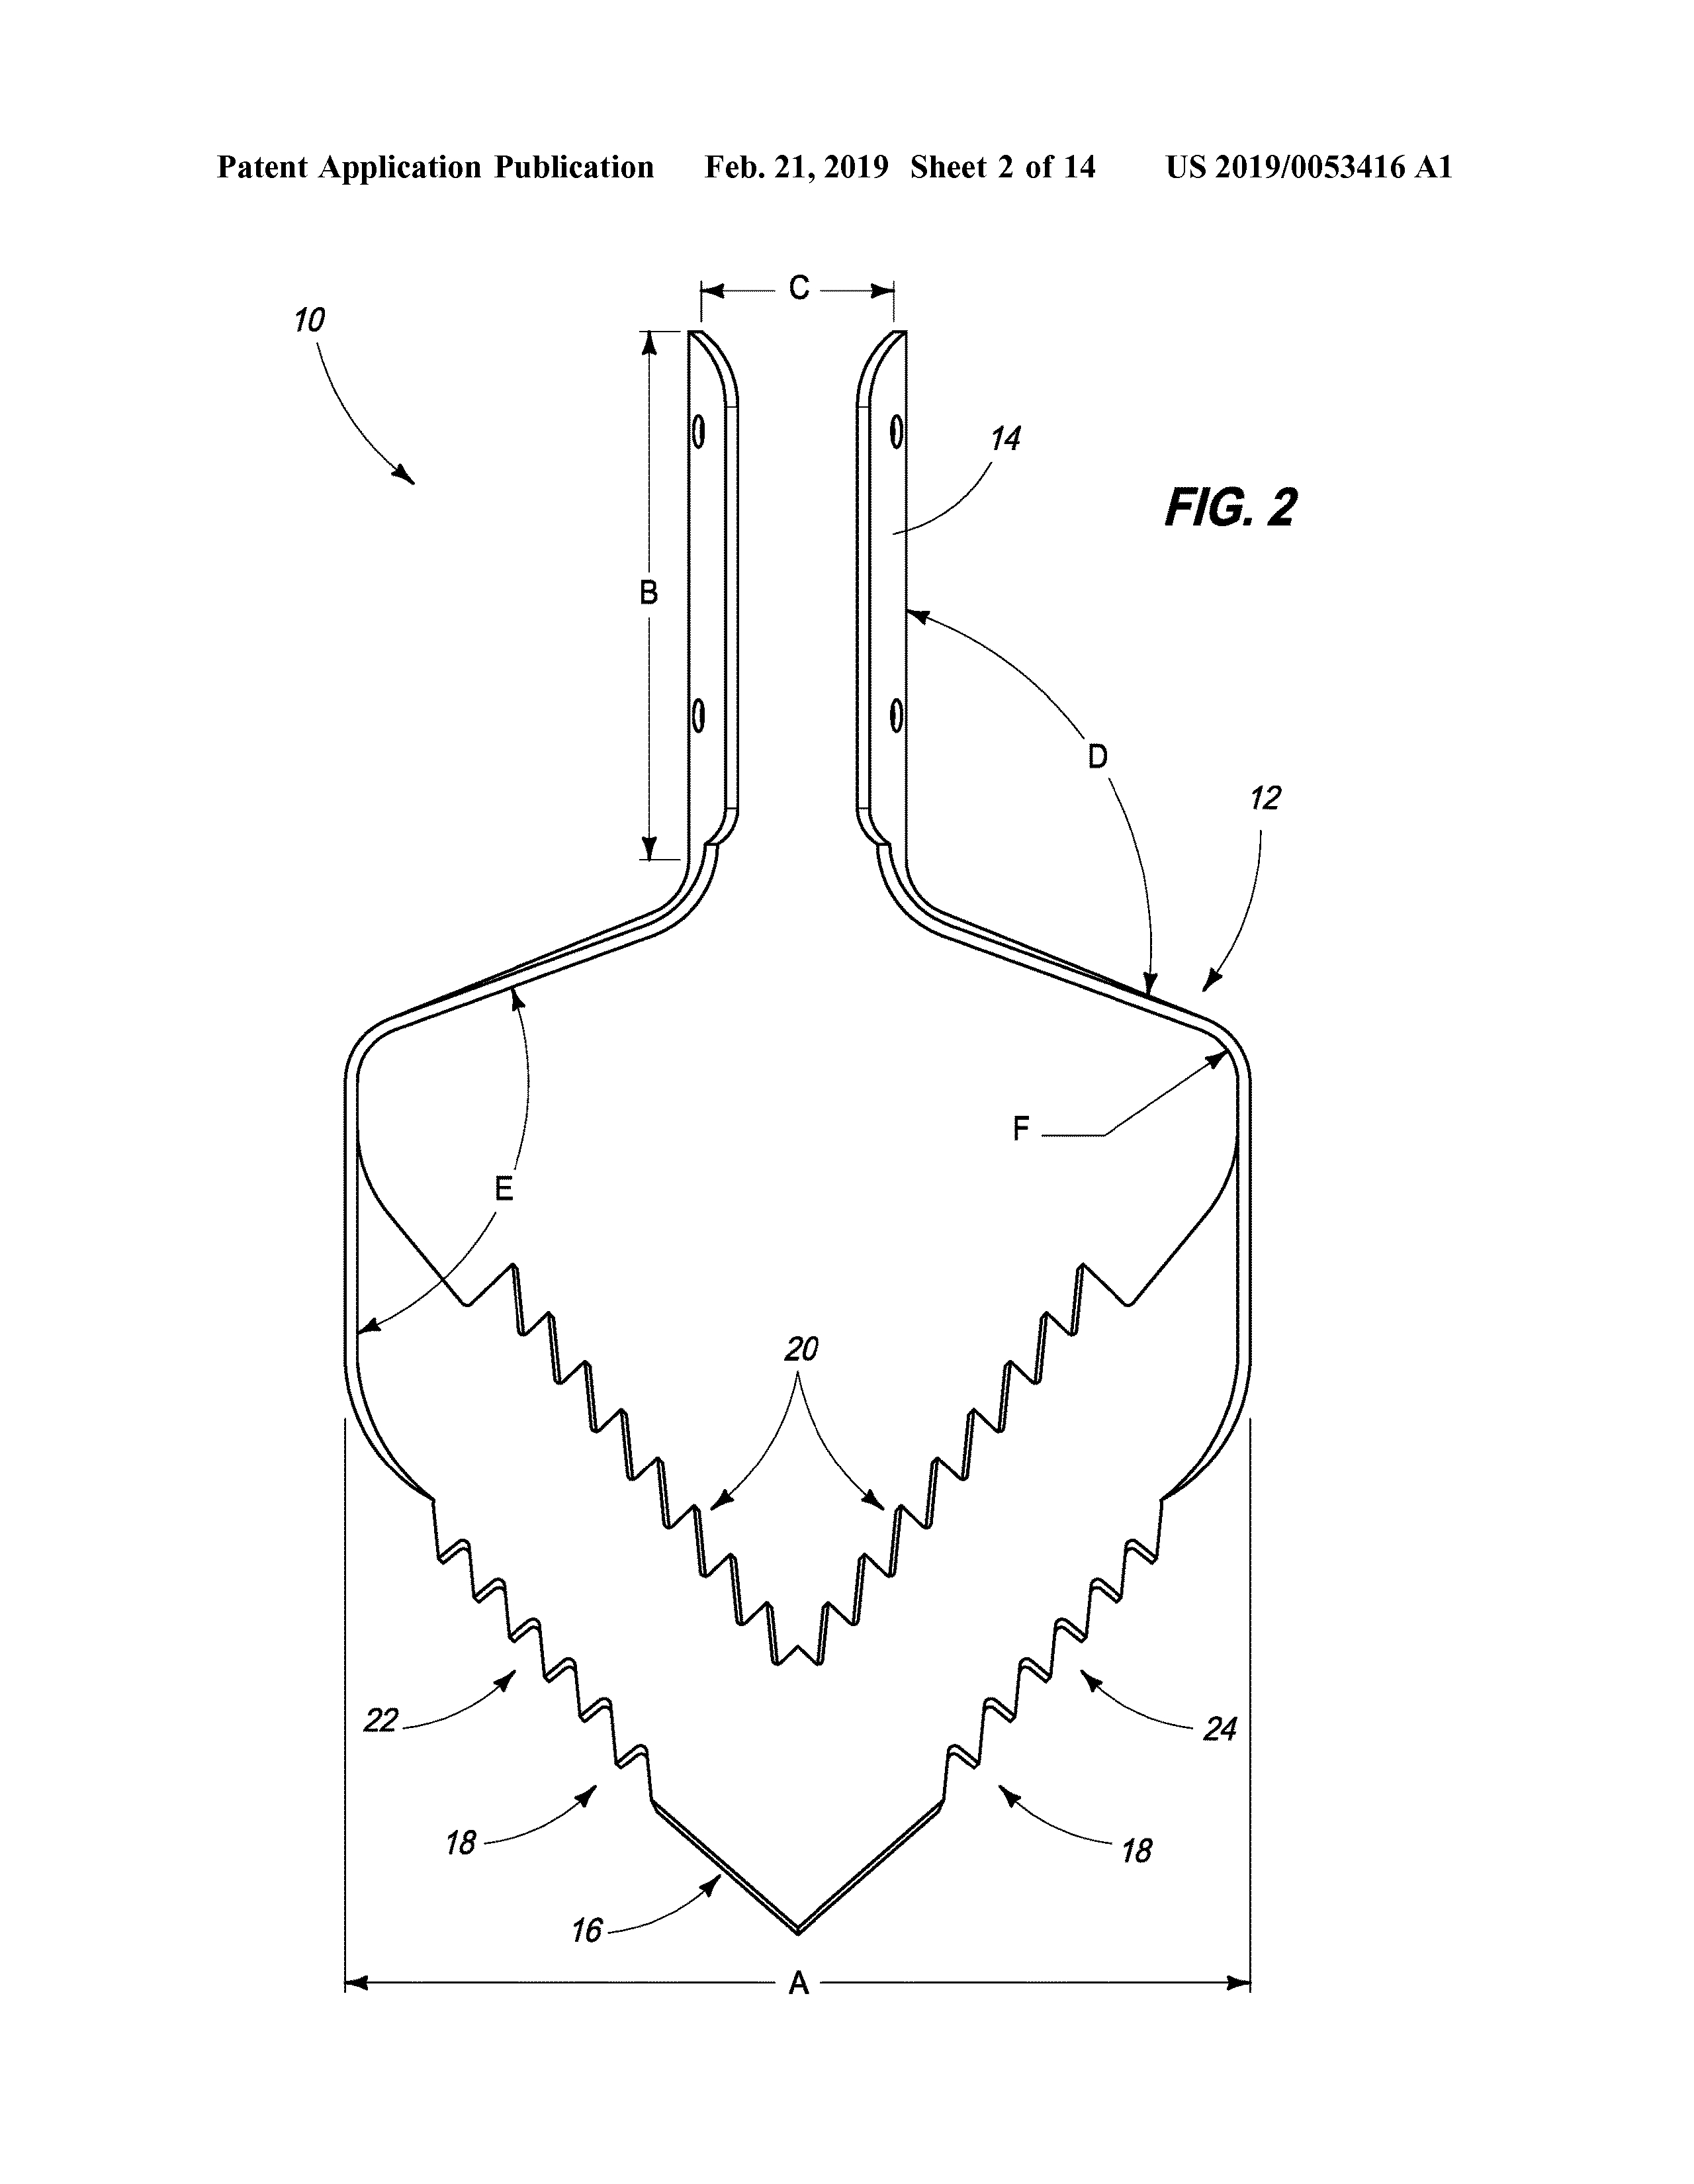 Patent Application Publication Feb. 21, 2019 Sheet 2 of 14 US 2019/0053416 A1
C
10
14
FIG. 2
B
D
12
F
E
20
22
24
18
18
16
A